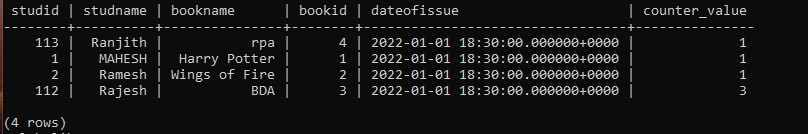 studid | studname | bookname | bookid | dateofissue | counter_value
113 | Ranjith | rpa | 4 | 2022-01-01 18:30:00.000000+0000 | 1
1 | MAHESH | Harry Potter | 1 | 2022-01-01 18:30:00.000000+0000 | 1
2 | Ramesh | Wings of Fire | 2 | 2022-01-01 18:30:00.000000+0000 | 1
112 | Rajesh | BDA | 3 | 2022-01-01 18:30:00.000000+0000 | 3
(4 rows)